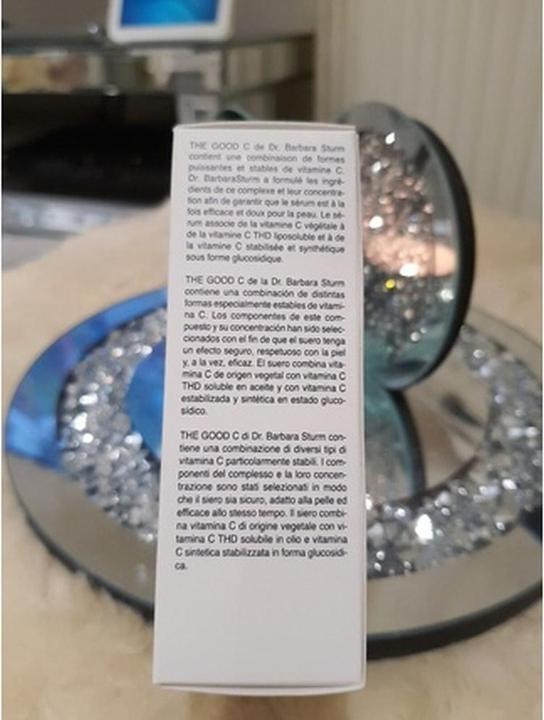 THE GOOD C de Dr. Barbara Sturm
contient une combinaison de formes
puissantes et stables de vitamine C.
Dr. BarbaraSturm a formulé les ingré-
dients de ce complexe et leur concentra-
tion afin de garantir que le sérum est à la
fois efficace et doux pour la peau. Le sé-
rum associe de la vitamine C végétale à
de la vitamine C THD liposoluble et à de
la vitamine C stabilisée et synthétique
sous forme glucosidique.
THE GOOD C de la Dr. Barbara Sturm
contiene una combinación de distintas
formas especialmente estables de vitami-
na C. Los componentes de este com-
puesto y su concentración han sido selec-
cionados con el fin de que el suero tenga
un efecto seguro, respetuoso con la piel
y, a la vez, eficaz. El suero combina vita-
mina C de origen vegetal con vitamina C
THD soluble en aceite y con vitamina C
estabilizada y sintética en estado gluco-
sídico.
THE GOOD C di Dr. Barbara Sturm con-
tiene una combinazione di diversi tipi di
vitamina C particolarmente stabili. I com-
ponenti del complesso e la loro concen-
trazione sono stati selezionati in modo
che il siero sia sicuro, adatto alla pelle ed
efficace allo stesso tempo. Il siero combi-
na vitamina C di origine vegetale con vi-
tamina C THD solubile in olio e vitamina
C sintetica stabilizzata in forma glucosidi-
ca.